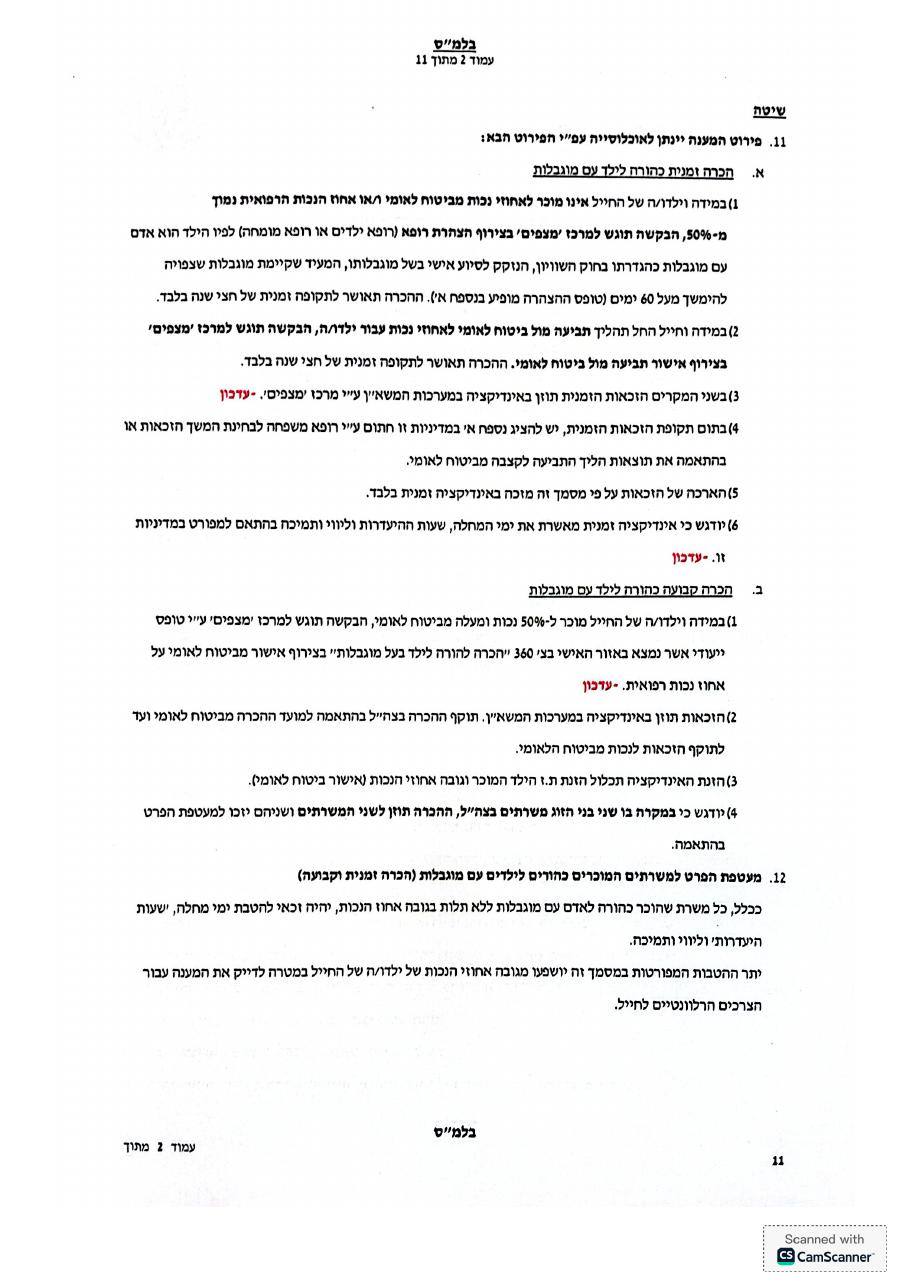 בלמ"ס
עמוד 2 מתוך 11
שיטה
11. פירוט המענה יינתן לאוכלוסייה עפ"י הפירוט הבא:
א. הכרה זמנית כהורה לילד עם מוגבלות
1) במידה וילדו/ה של החייל אינו מוכר לאחוזי נכות מביטוח לאומי ו/או אחוז הנכות הרפואית נמוך
מ-50%, הבקשה תוגש למרכז 'מצפים' בצירוף הצהרת רופא (רופא ילדים או רופא מומחה) לפיו הילד הוא אדם
עם מוגבלות כהגדרתו בחוק השוויון, הנזקק לסיוע אישי בשל מוגבלותו, המעיד שקיימת מוגבלות שצפויה
להימשך מעל 60 ימים (טופס ההצהרה מופיע בנספח א'). ההכרה תאושר לתקופה זמנית של חצי שנה בלבד.
2) במידה וחייל החל תהליך תביעה מול ביטוח לאומי לאחוזי נכות עבור ילדו/ה, הבקשה תוגש למרכז 'מצפים'
בצירוף אישור תביעה מול ביטוח לאומי. ההכרה תאושר לתקופה זמנית של חצי שנה בלבד.
3) בשני המקרים הזכאות הזמנית תוזן באינדיקציה במערכות המשא"ן ע"י מרכז 'מצפים'. -עדכון
4) בתום תקופת הזכאות הזמנית, יש להציג נספח א' במדיניות זו חתום ע"י רופא משפחה לבחינת המשך הזכאות או
בהתאמה את תוצאות הליך התביעה לקצבה מביטוח לאומי.
5) הארכה של הזכאות על פי מסמך זה מזכה באינדיקציה זמנית בלבד.
6) יודגש כי אינדיקציה זמנית מאשרת את ימי המחלה, שעות ההיעדרות וליווי ותמיכה בהתאם למפורט במדיניות
זו. -עדכון
ב. הכרה קבועה כהורה לילד עם מוגבלות
1) במידה וילדו/ה של החייל מוכר ל-50% נכות ומעלה מביטוח לאומי, הבקשה תוגש למרכז 'מצפים' ע"י טופס
ייעודי אשר נמצא באזור האישי בצ' 360 "הכרה להורה לילד בעל מוגבלות" בצירוף אישור מביטוח לאומי על
אחוז נכות רפואית. -עדכון
2) הזכאות תוזן באינדיקציה במערכות המשא"ן. תוקף ההכרה בצה"ל בהתאמה למועד ההכרה מביטוח לאומי ועד
לתוקף הזכאות לנכות מביטוח הלאומי.
3) הזנת האינדיקציה תכלול הזנת ת.ז הילד המוכר וגובה אחוזי הנכות (אישור ביטוח לאומי).
4) יודגש כי במקרה בו שני בני הזוג משרתים בצה"ל, ההכרה תוזן לשני המשרתים ושניהם יזכו למעטפת הפרט
בהתאמה.
12. מעטפת הפרט למשרתים המוכרים כהורים לילדים עם מוגבלות (הכרה זמנית וקבועה)
ככלל, כל משרת שהוכר כהורה לאדם עם מוגבלות ללא תלות בגובה אחוז הנכות, יהיה זכאי להטבת ימי מחלה, 'שעות
היעדרות' וליווי ותמיכה.
יתר ההטבות המפורטות במסמך זה יושפעו מגובה אחוזי הנכות של ילדו/ה של החייל במטרה לדייק את המענה עבור
הצרכים הרלוונטיים לחייל.
בלמ"ס
עמוד 2 מתוך
11
Scanned with
CS CamScanner